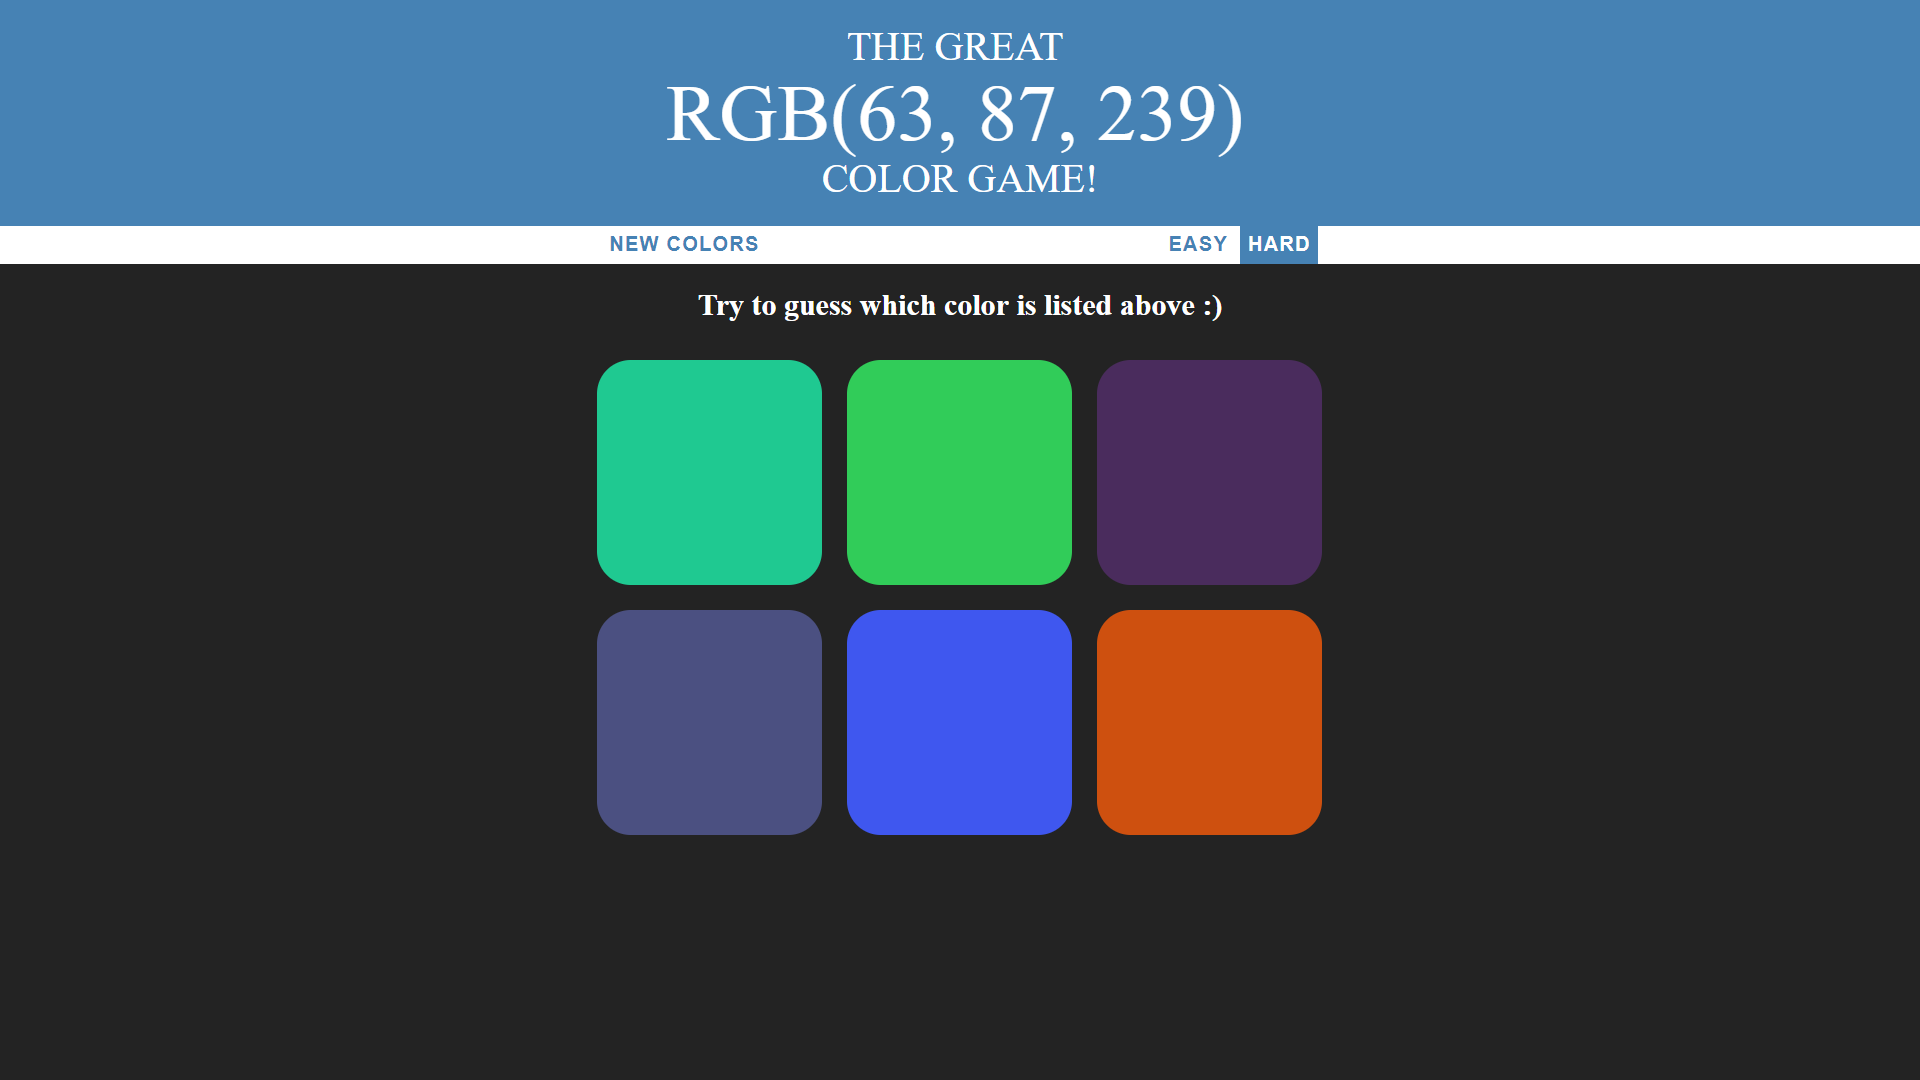 THE GREAT
RGB(63, 87, 239)
COLOR GAME!
NEW COLORS EASY HARD
Try to guess which color is listed above :)